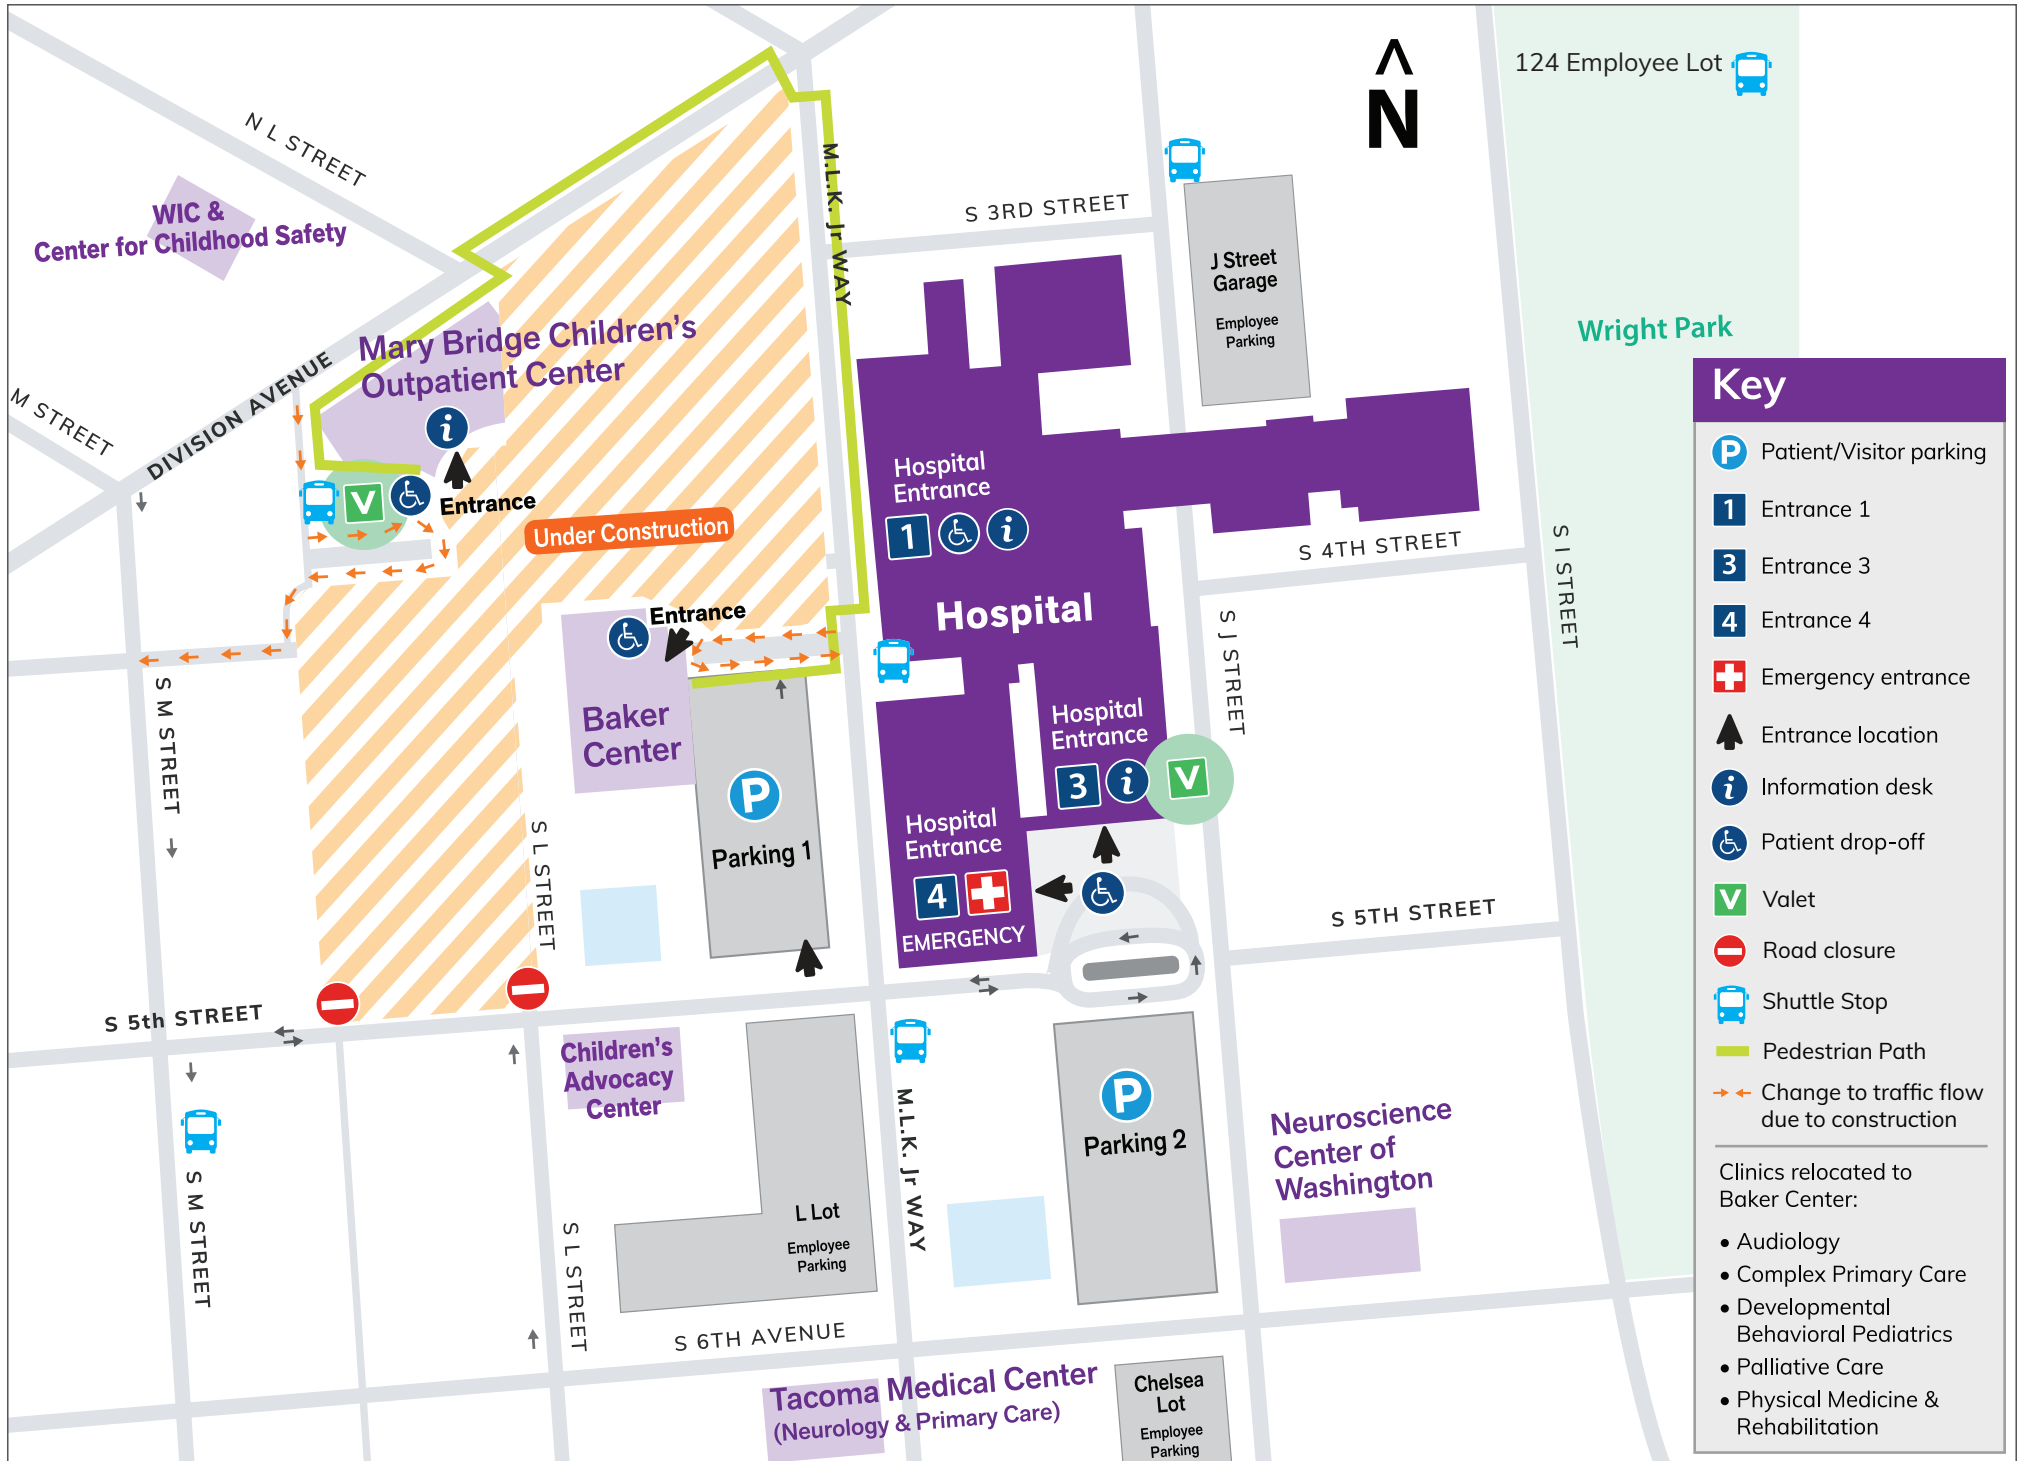 124 Employee Lot
N
N L STREET
WIC &
Center for Childhood Safety
M.L.K. Jr WAY
S 3RD STREET
J Street
Garage
Employee
Parking
Wright Park
Mary Bridge Children's
Outpatient Center
i
M STREET
DIVISION AVENUE
V
Entrance
Under Construction
Hospital
Entrance
1
i
S 4TH STREET
S I STREET
Entrance
Hospital
S J STREET
S M STREET
Baker
Center
Hospital
Entrance
3
i
V
P
Parking 1
S L STREET
Hospital
Entrance
4
EMERGENCY
S 5TH STREET
S 5th STREET
Children's
Advocacy
Center
P
Parking 2
M.L.K. Jr WAY
Neuroscience
Center of
Washington
S M STREET
S L STREET
L Lot
Employee
Parking
S 6TH AVENUE
Tacoma Medical Center
(Neurology & Primary Care)
Chelsea
Lot
Employee
Parking
Key
P Patient/Visitor parking
1 Entrance 1
3 Entrance 3
4 Entrance 4
Emergency entrance
Entrance location
i Information desk
Patient drop-off
V Valet
Road closure
Shuttle Stop
Pedestrian Path
Change to traffic flow
due to construction
Clinics relocated to
Baker Center:
• Audiology
• Complex Primary Care
• Developmental
Behavioral Pediatrics
• Palliative Care
• Physical Medicine &
Rehabilitation